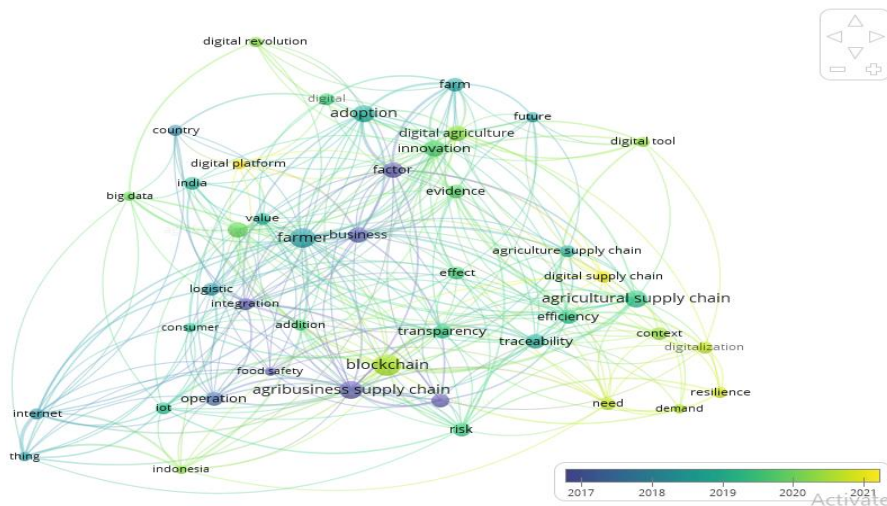 digital revolution
farm
digital
adoption
future
country
digital agriculture
digital tool
innovation
digital platform
factor
india
evidence
big data
value
farmer
business
agriculture supply chain
effect
digital supply chain
logistic
agricultural supply chain
integration
efficiency
consumer
addition
transparency
context
traceability
digitalization
blockchain
food safety
agribusiness supply chain
resilience
operation
need
demand
internet
iot
risk
thing
indonesia
2017 2018 2019 2020 2021
Activate